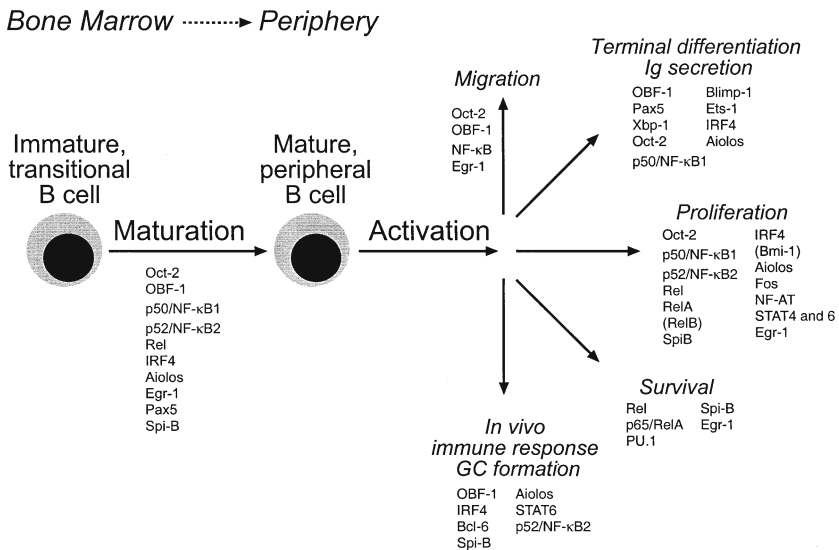 Bone Marrow
Periphery
Immature,
transitional
B cell
Maturation
Oct-2
OBF-1
p50/NF-κB1
p52/NF-κB2
Rel
IRF4
Aiolos
Egr-1
Pax5
Spi-B
Mature,
peripheral
B cell
Activation
Migration
Oct-2
OBF-1
NF-κB
Egr-1
Terminal differentiation
Ig secretion
OBF-1 Blimp-1
Pax5 Ets-1
Xbp-1 IRF4
Oct-2 Aiolos
p50/NF-κB1
Proliferation
Oct-2
p50/NF-κB1
p52/NF-κB2
Rel
RelA
(RelB)
SpiB
IRF4
(Bmi-1)
Aiolos
Fos
NF-AT
STAT4 and 6
Egr-1
Survival
Rel Spi-B
p65/RelA Egr-1
PU.1
In vivo
immune response
GC formation
OBF-1 Aiolos
IRF4 STAT6
Bcl-6 p52/NF-κB2
Spi-B